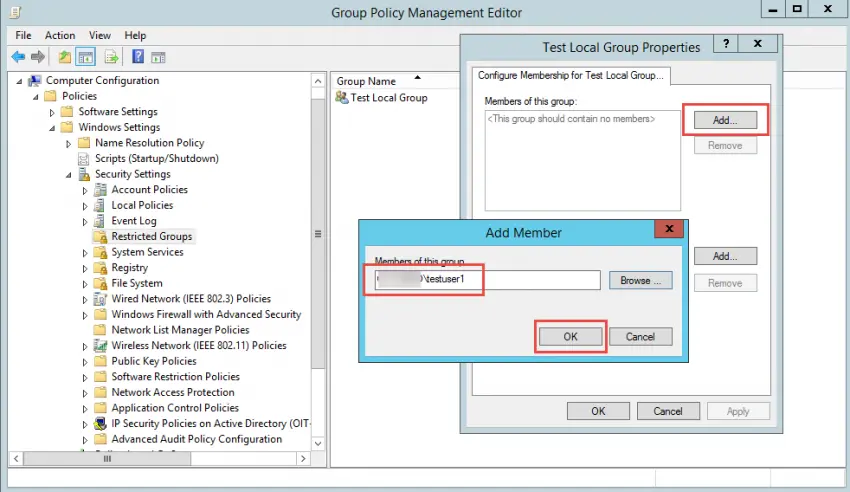 Group Policy Management Editor
File Action View Help
Computer Configuration
Policies
Software Settings
Windows Settings
Name Resolution Policy
Scripts (Startup/Shutdown)
Security Settings
Account Policies
Local Policies
Event Log
Restricted Groups
System Services
Registry
File System
Wired Network (IEEE 802.3) Policies
Windows Firewall with Advanced Security
Network List Manager Policies
Wireless Network (IEEE 802.11) Policies
Public Key Policies
Software Restriction Policies
Network Access Protection
Application Control Policies
IP Security Policies on Active Directory (OIT-
Advanced Audit Policy Configuration
Group Name
Test Local Group
Test Local Group Properties
? X
Configure Membership for Test Local Group...
Members of this group:
<This group should contain no members>
Add...
Remove
Add...
Remove
OK Cancel Apply
Add Member
X
Members of this group
\testuser1
Browse ...
OK Cancel